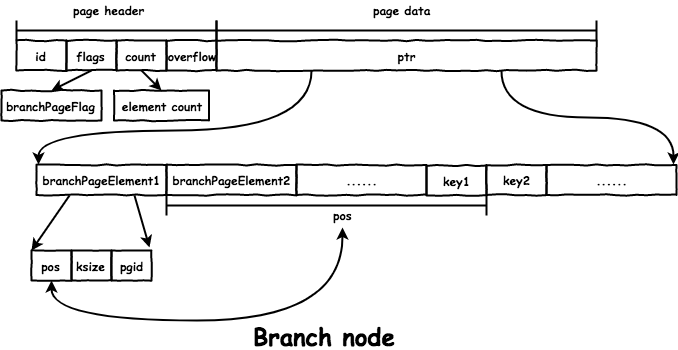 page header page data
id flags count overflow ptr
branchPageFlag element count
branchPageElement1 branchPageElement2 ...... key1 key2 ......
pos
pos ksize pgid
Branch node